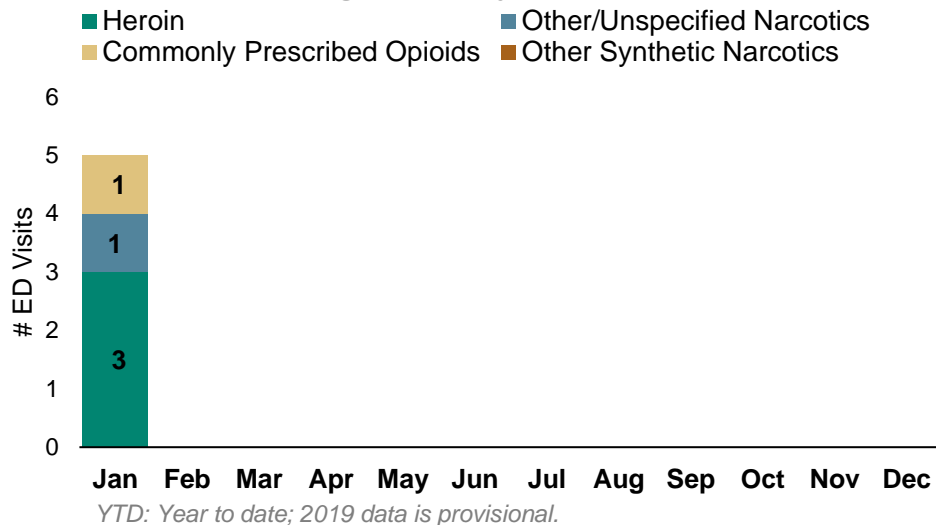 Heroin Other/Unspecified Narcotics
Commonly Prescribed Opioids Other Synthetic Narcotics
# ED Visits
6
5
4
3
2
1
0
1
1
3
Jan Feb Mar Apr May Jun Jul Aug Sep Oct Nov Dec
YTD: Year to date; 2019 data is provisional.